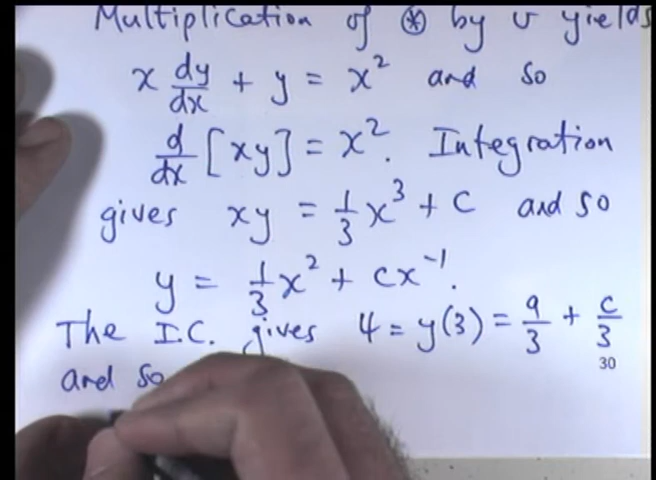 Multiplication of ⊛ by v yields
x dy/dx + y = x² and so
d/dx [xy] = x². Integration
gives xy = 1/3 x³ + C and so
y = 1/3 x² + Cx⁻¹.
The I.C. gives 4 = y(3) = 9/3 + C/3
30
and so